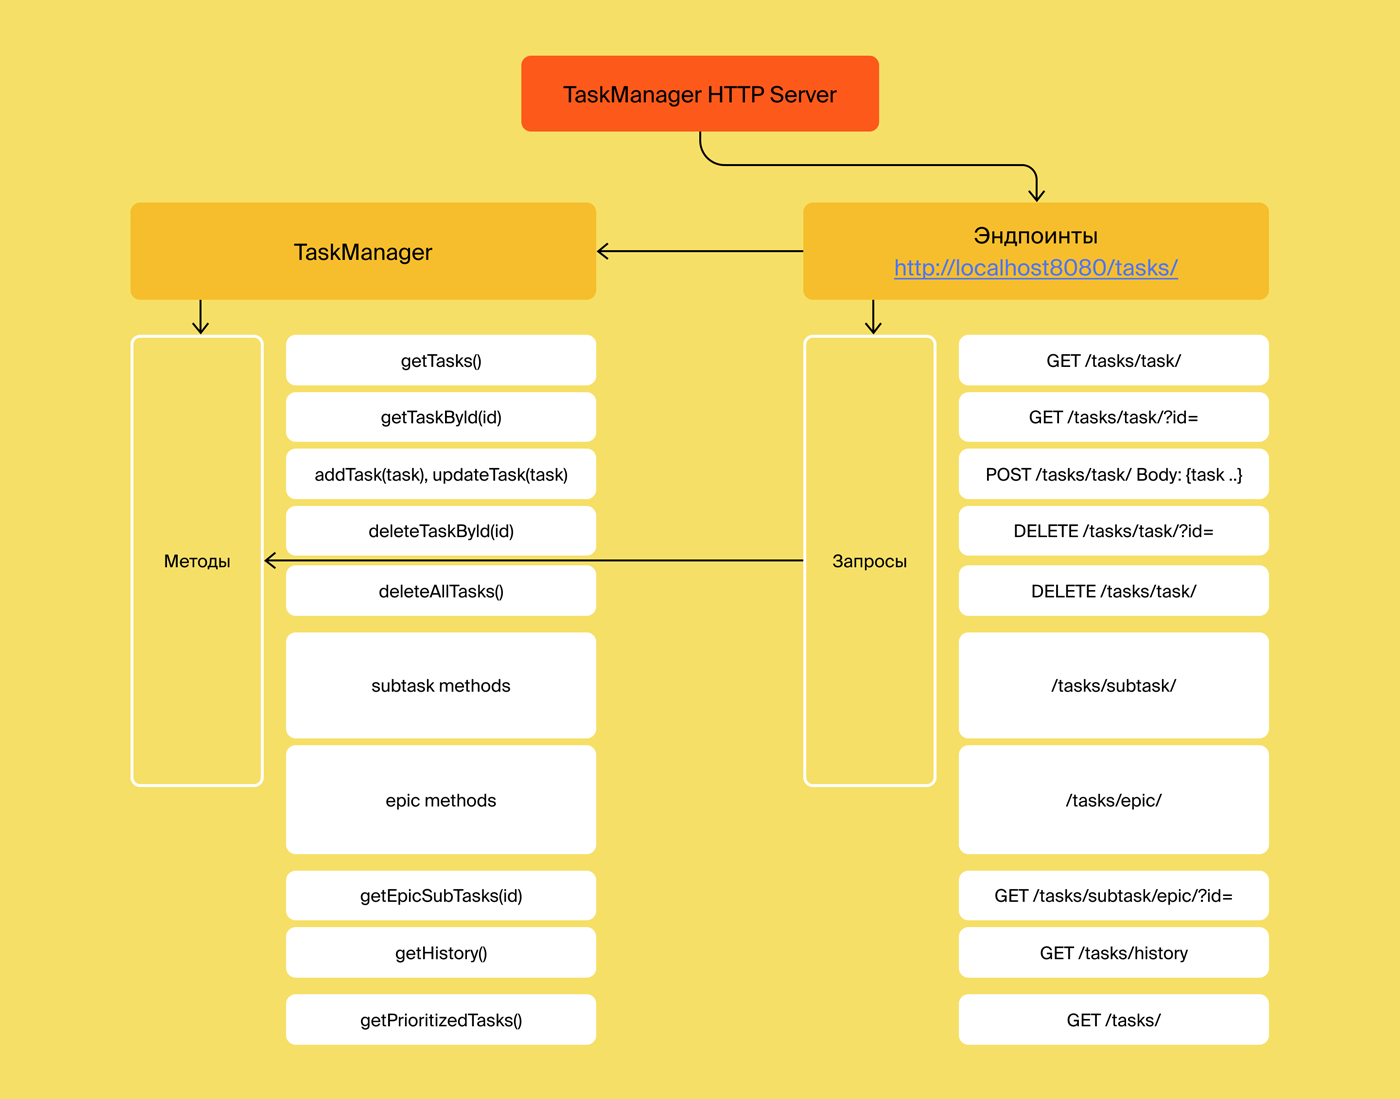 TaskManager HTTP Server
TaskManager
Эндпоинты
http://localhost8080/tasks/
Методы
getTasks()
getTaskById(id)
addTask(task), updateTask(task)
deleteTaskById(id)
deleteAllTasks()
subtask methods
epic methods
getEpicSubTasks(id)
getHistory()
getPrioritizedTasks()
Запросы
GET /tasks/task/
GET /tasks/task/?id=
POST /tasks/task/ Body: {task ..}
DELETE /tasks/task/?id=
DELETE /tasks/task/
/tasks/subtask/
/tasks/epic/
GET /tasks/subtask/epic/?id=
GET /tasks/history
GET /tasks/